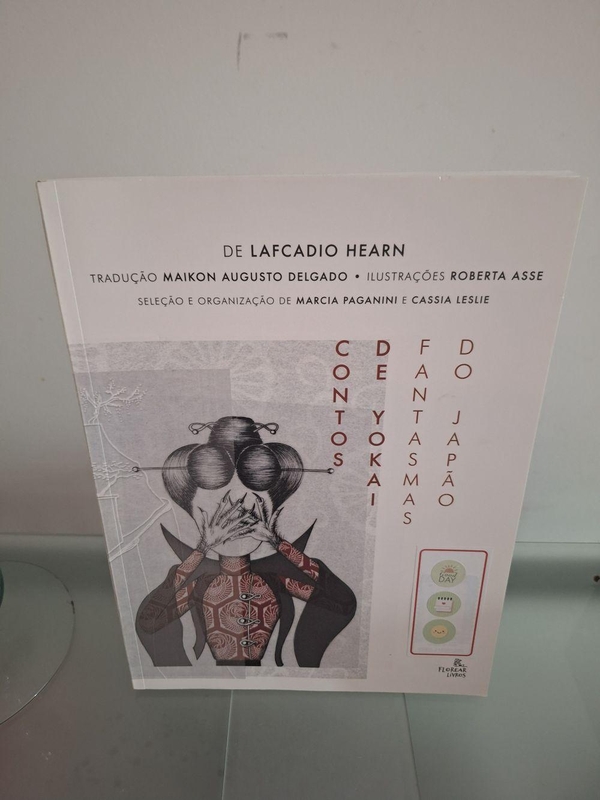 DE LAFCADIO HEARN
TRADUÇÃO MAIKON AUGUSTO DELGADO • ILUSTRAÇÕES ROBERTA ASSE
SELEÇÃO E ORGANIZAÇÃO DE MARCIA PAGANINI E CASSIA LESLIE
CONTOS
DE YOKAI
FANTASMAS
DO JAPÃO
DAY
FLOREAR
LIVROS